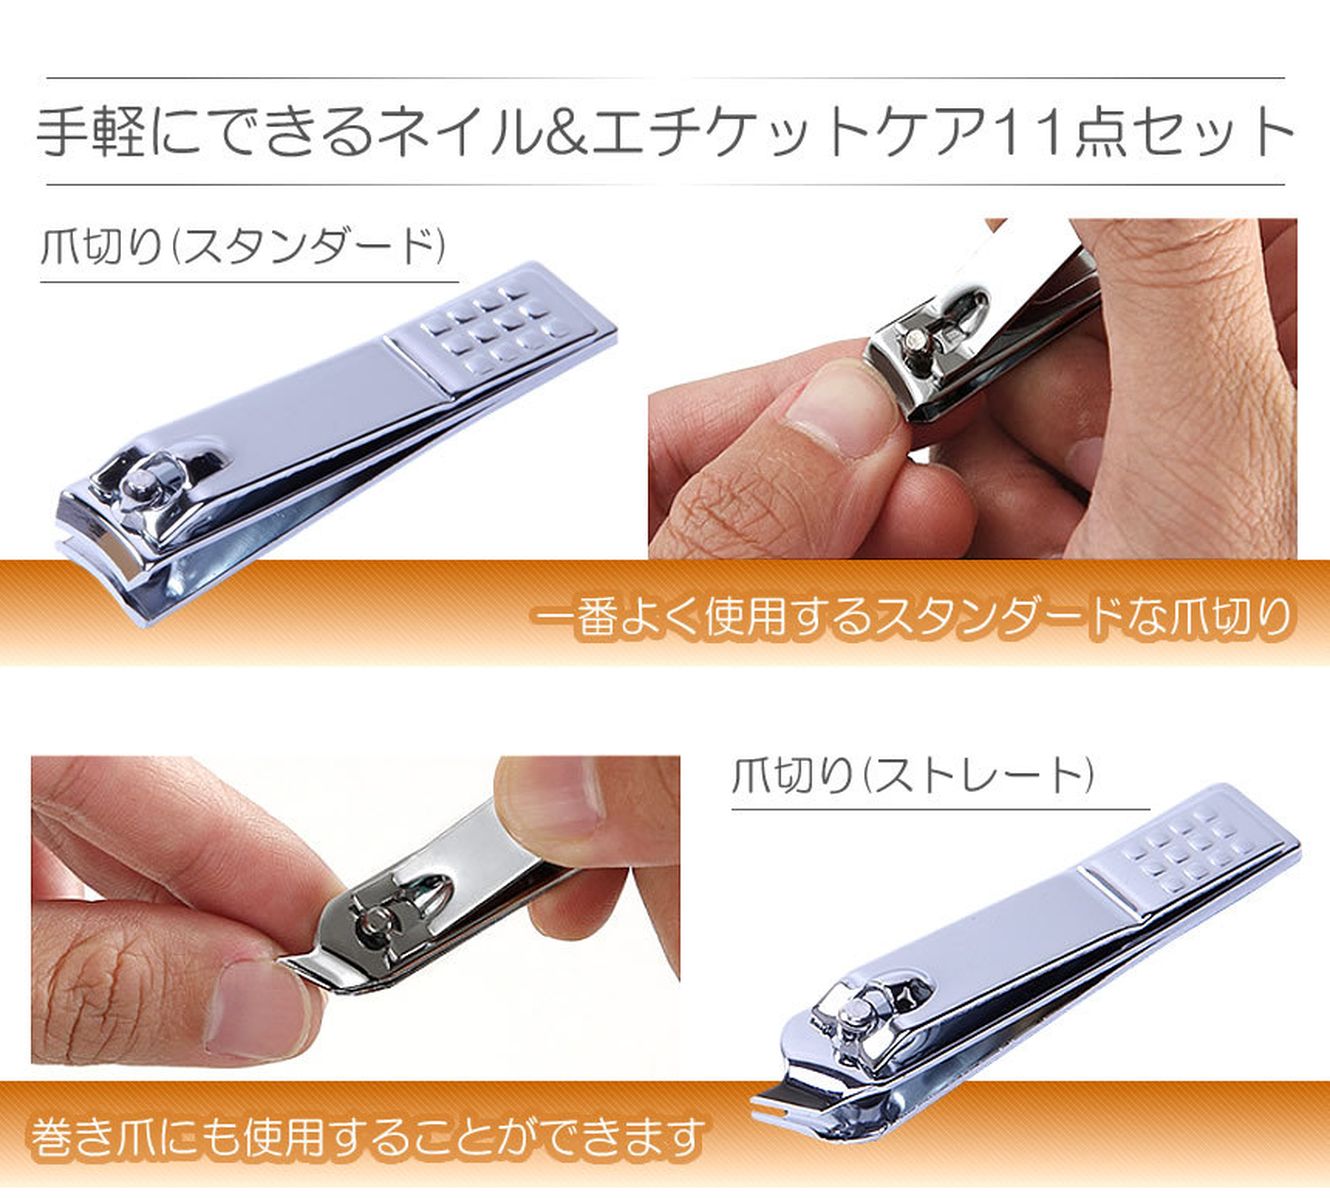 手軽にできるネイル&エチケットケア11点セット
爪切り(スタンダード)
一番よく使用するスタンダードな爪切り
爪切り(ストレート)
巻き爪にも使用することができます